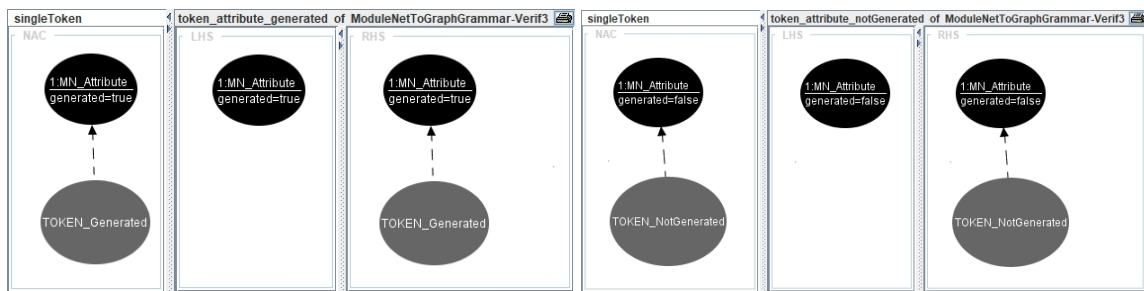 singleToken
token_attribute_generated of ModuleNetToGraphGrammar-Verif3
NAC
LHS
RHS
1:MN_Attribute
generated=true
1:MN_Attribute
generated=true
1:MN_Attribute
generated=true
TOKEN_Generated
TOKEN_Generated
singleToken
token_attribute_notGenerated of ModuleNetToGraphGrammar-Verif3
NAC
LHS
RHS
1:MN_Attribute
generated=false
1:MN_Attribute
generated=false
1:MN_Attribute
generated=false
TOKEN_NotGenerated
TOKEN_NotGenerated